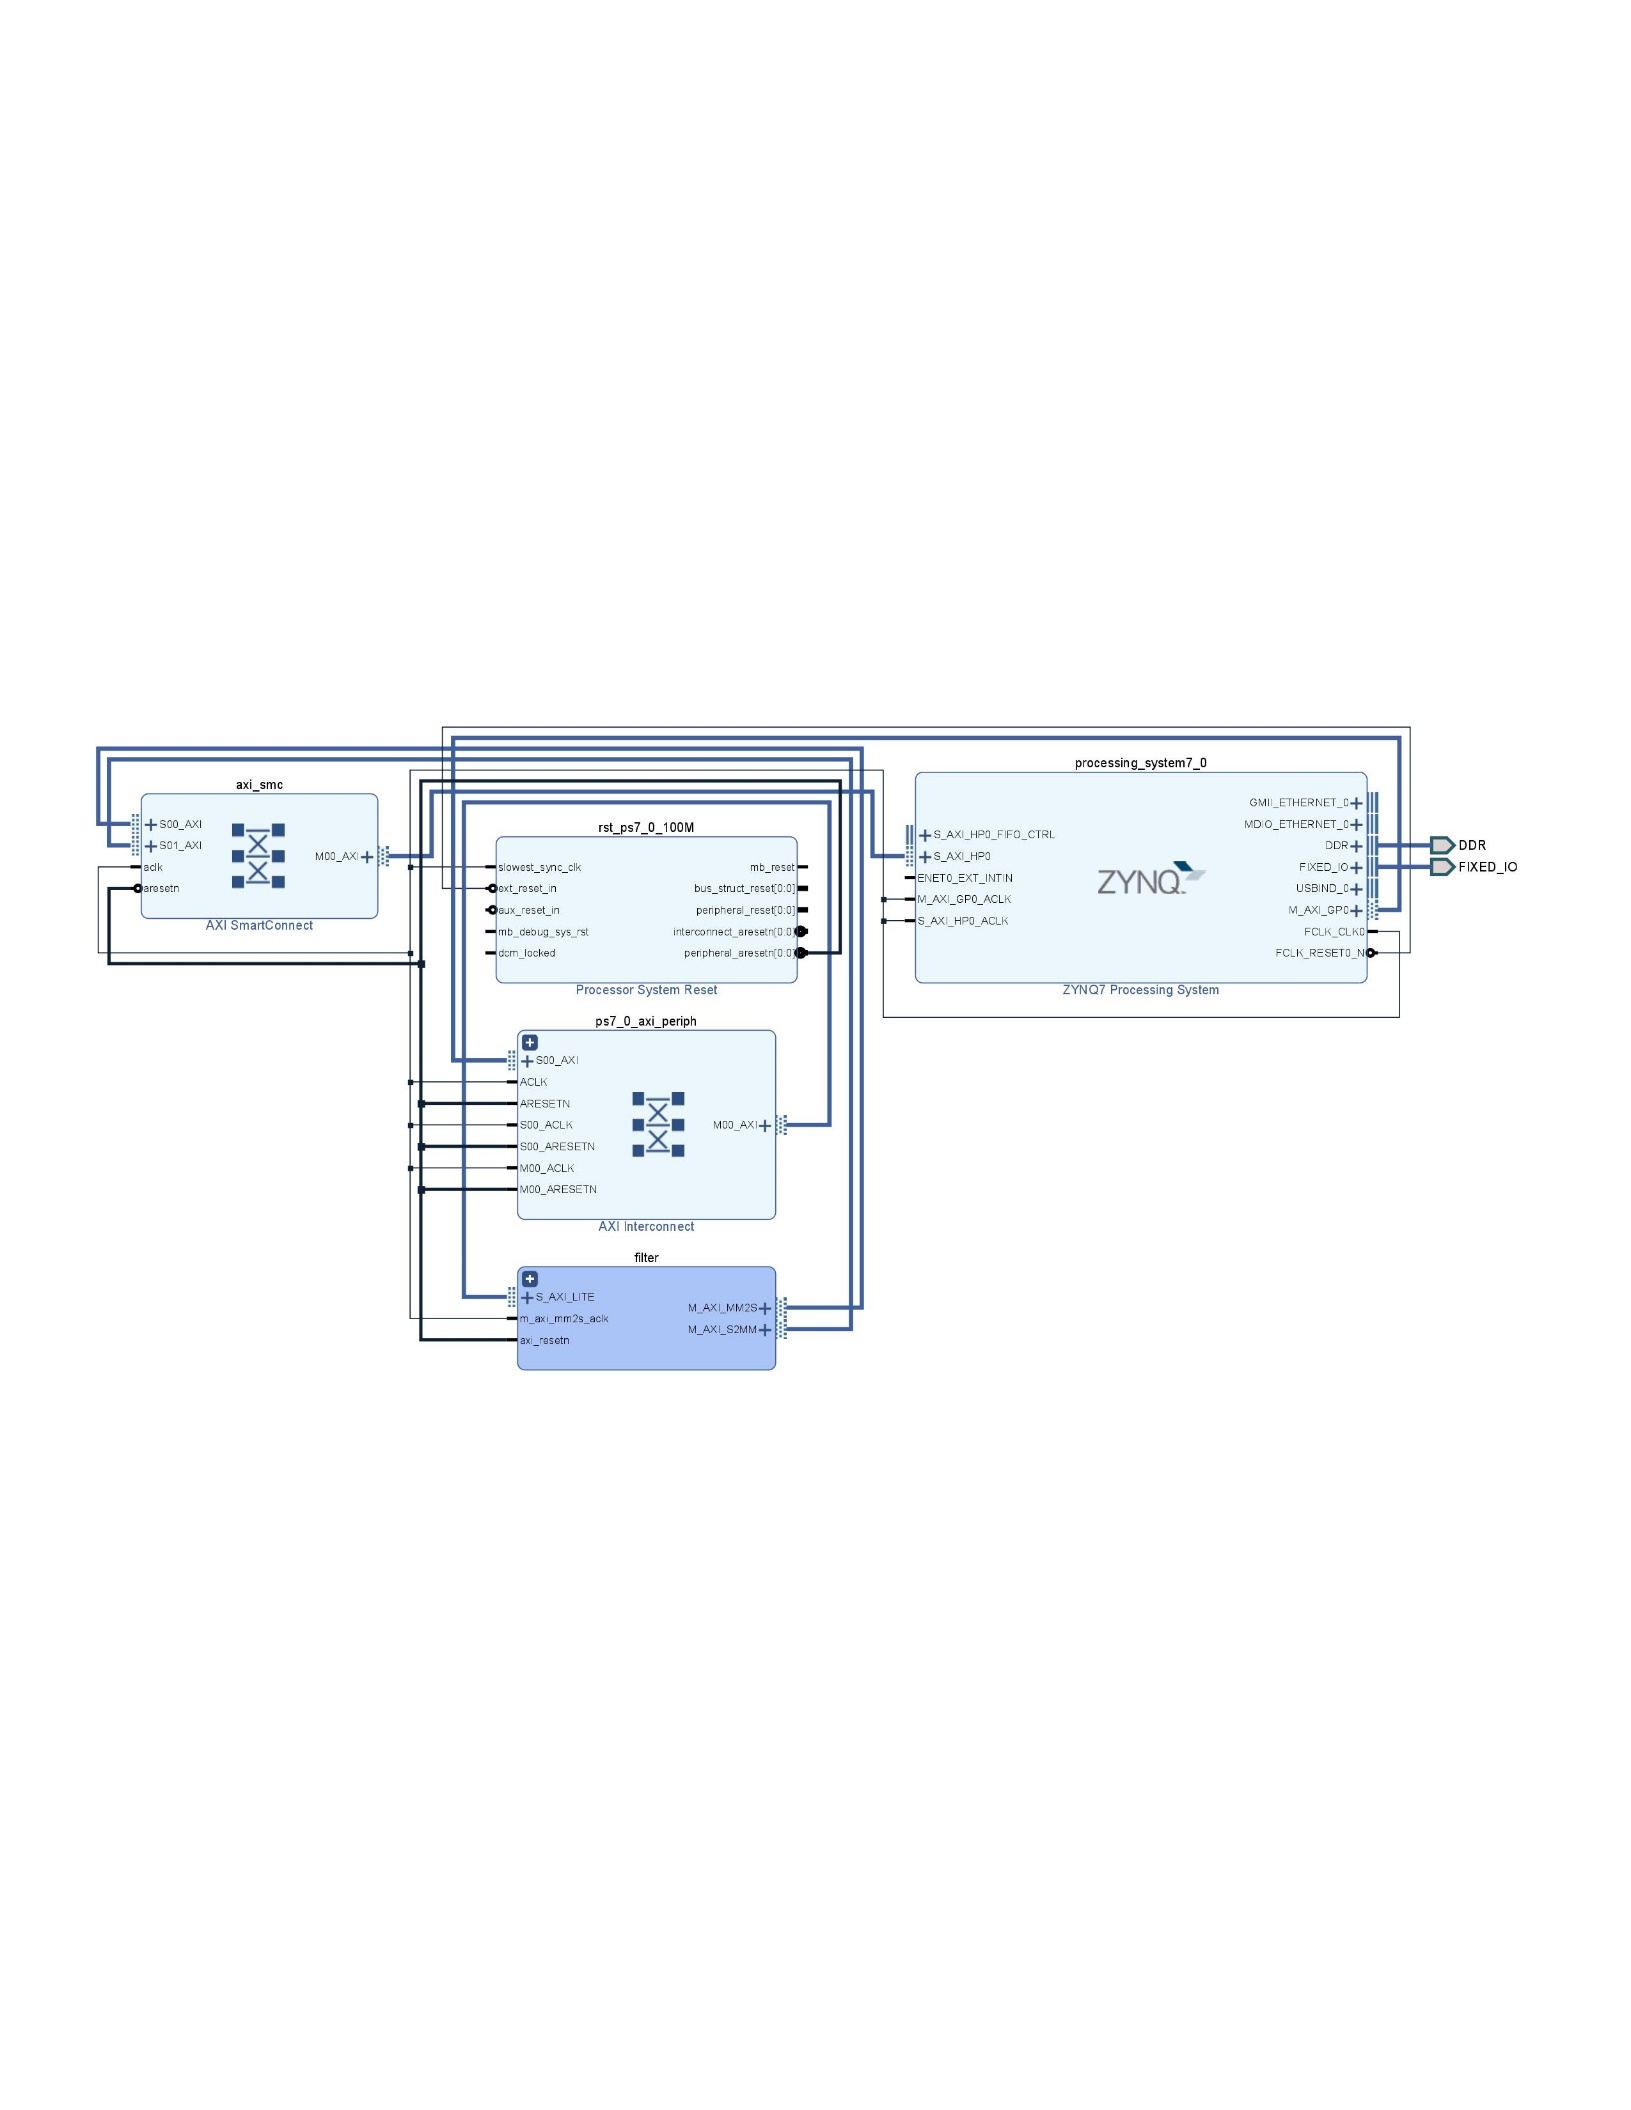 axi_smc
S00_AXI
S01_AXI
aclk
aresetn
M00_AXI
AXI SmartConnect
rst_ps7_0_100M
slowest_sync_clk
ext_reset_in
aux_reset_in
mb_debug_sys_rst
dcm_locked
mb_reset
bus_struct_reset[0:0]
peripheral_reset[0:0]
interconnect_aresetn[0:0]
peripheral_aresetn[0:0]
Processor System Reset
processing_system7_0
S_AXI_HP0_FIFO_CTRL
S_AXI_HP0
ENET0_EXT_INTIN
M_AXI_GP0_ACLK
S_AXI_HP0_ACLK
ZYNQ
GMII_ETHERNET_0
MDIO_ETHERNET_0
DDR
FIXED_IO
USBIND_0
M_AXI_GP0
FCLK_CLK0
FCLK_RESET0_N
ZYNQ7 Processing System
DDR
FIXED_IO
ps7_0_axi_periph
S00_AXI
ACLK
ARESETN
S00_ACLK
S00_ARESETN
M00_ACLK
M00_ARESETN
M00_AXI
AXI Interconnect
filter
S_AXI_LITE
m_axi_mm2s_aclk
axi_resetn
M_AXI_MM2S
M_AXI_S2MM